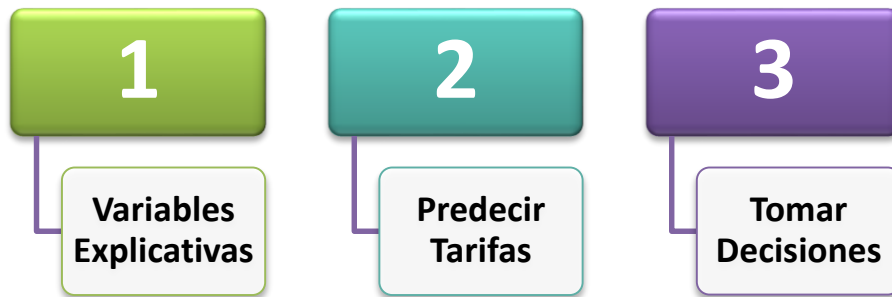 1
2
3
Variables
Explicativas
Predecir
Tarifas
Tomar
Decisiones